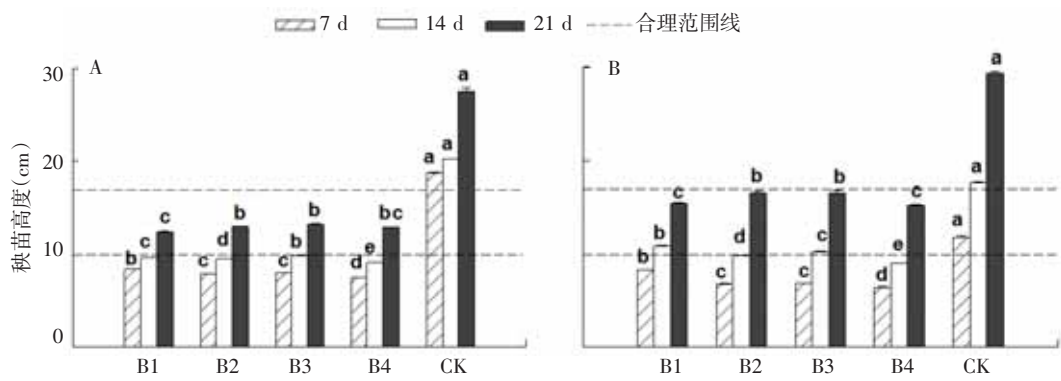 7 d 14 d 21 d 合理范围线
A
B
秧苗高度(cm)
30
20
10
0
b c c
c d b
c b b
d e bc
a a a
b b c
c d b
c c b
d e c
a a a
B1 B2 B3 B4 CK
B1 B2 B3 B4 CK